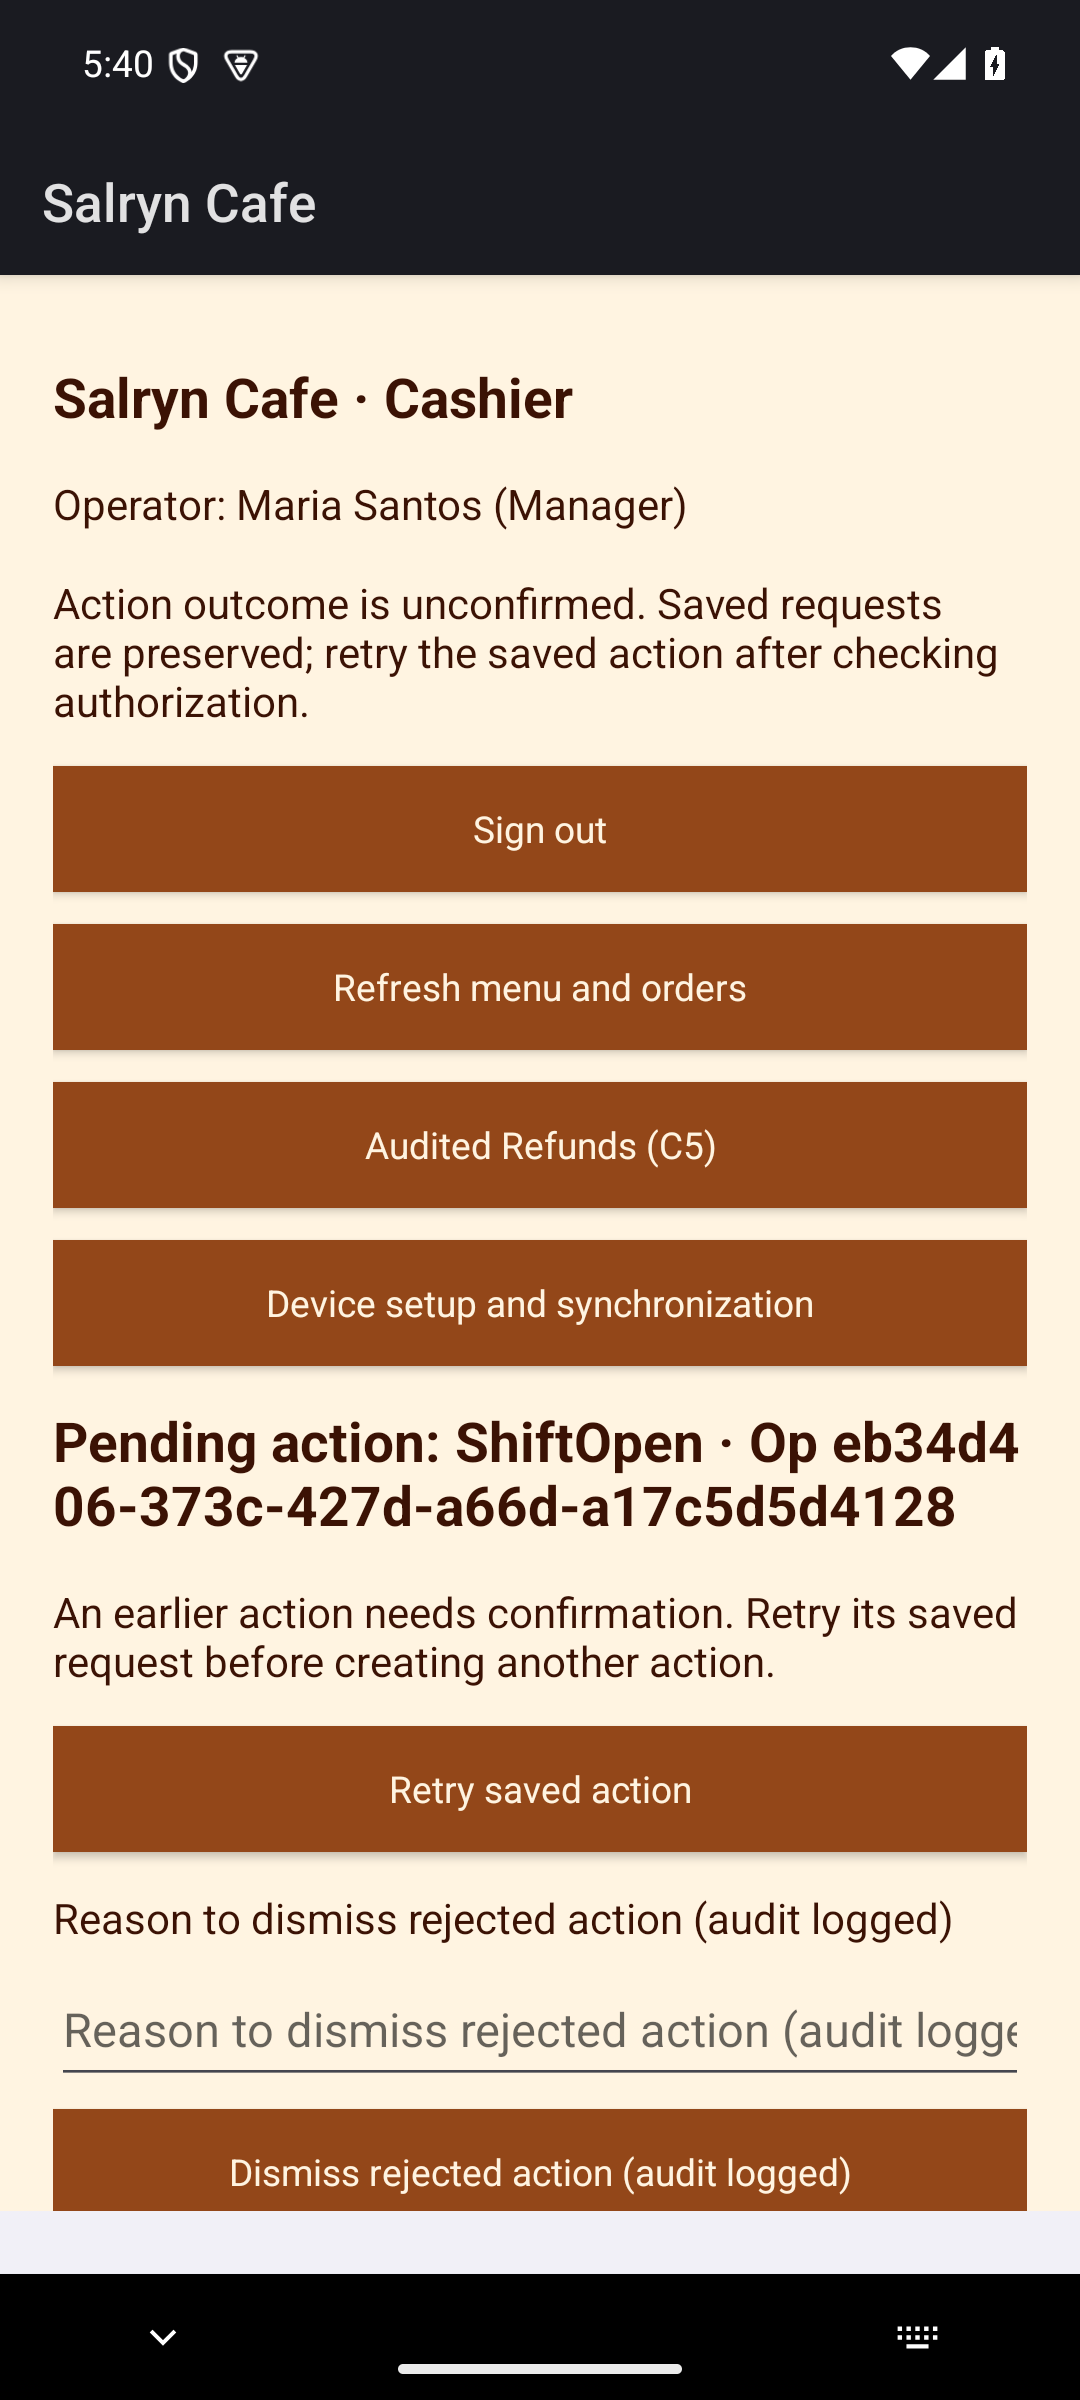 5:40
Salryn Cafe
Salryn Cafe · Cashier
Operator: Maria Santos (Manager)
Action outcome is unconfirmed. Saved requests
are preserved; retry the saved action after checking
authorization.
Sign out
Refresh menu and orders
Audited Refunds (C5)
Device setup and synchronization
Pending action: ShiftOpen · Op eb34d4
06-373c-427d-a66d-a17c5d5d4128
An earlier action needs confirmation. Retry its saved
request before creating another action.
Retry saved action
Reason to dismiss rejected action (audit logged)
Reason to dismiss rejected action (audit logge
Dismiss rejected action (audit logged)